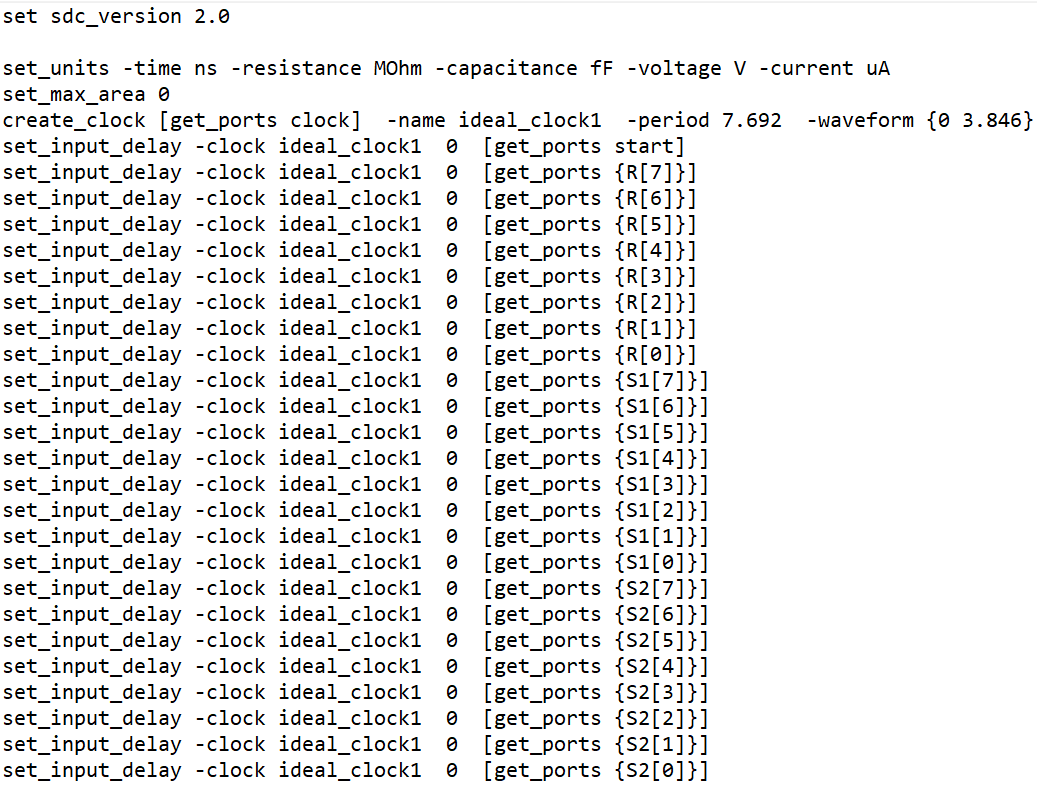 set sdc_version 2.0
set_units -time ns -resistance MOhm -capacitance fF -voltage V -current uA
set_max_area 0
create_clock [get_ports clock]  -name ideal_clock1  -period 7.692  -waveform {0 3.846}
set_input_delay -clock ideal_clock1  0  [get_ports start]
set_input_delay -clock ideal_clock1  0  [get_ports {R[7]}]
set_input_delay -clock ideal_clock1  0  [get_ports {R[6]}]
set_input_delay -clock ideal_clock1  0  [get_ports {R[5]}]
set_input_delay -clock ideal_clock1  0  [get_ports {R[4]}]
set_input_delay -clock ideal_clock1  0  [get_ports {R[3]}]
set_input_delay -clock ideal_clock1  0  [get_ports {R[2]}]
set_input_delay -clock ideal_clock1  0  [get_ports {R[1]}]
set_input_delay -clock ideal_clock1  0  [get_ports {R[0]}]
set_input_delay -clock ideal_clock1  0  [get_ports {S1[7]}]
set_input_delay -clock ideal_clock1  0  [get_ports {S1[6]}]
set_input_delay -clock ideal_clock1  0  [get_ports {S1[5]}]
set_input_delay -clock ideal_clock1  0  [get_ports {S1[4]}]
set_input_delay -clock ideal_clock1  0  [get_ports {S1[3]}]
set_input_delay -clock ideal_clock1  0  [get_ports {S1[2]}]
set_input_delay -clock ideal_clock1  0  [get_ports {S1[1]}]
set_input_delay -clock ideal_clock1  0  [get_ports {S1[0]}]
set_input_delay -clock ideal_clock1  0  [get_ports {S2[7]}]
set_input_delay -clock ideal_clock1  0  [get_ports {S2[6]}]
set_input_delay -clock ideal_clock1  0  [get_ports {S2[5]}]
set_input_delay -clock ideal_clock1  0  [get_ports {S2[4]}]
set_input_delay -clock ideal_clock1  0  [get_ports {S2[3]}]
set_input_delay -clock ideal_clock1  0  [get_ports {S2[2]}]
set_input_delay -clock ideal_clock1  0  [get_ports {S2[1]}]
set_input_delay -clock ideal_clock1  0  [get_ports {S2[0]}]